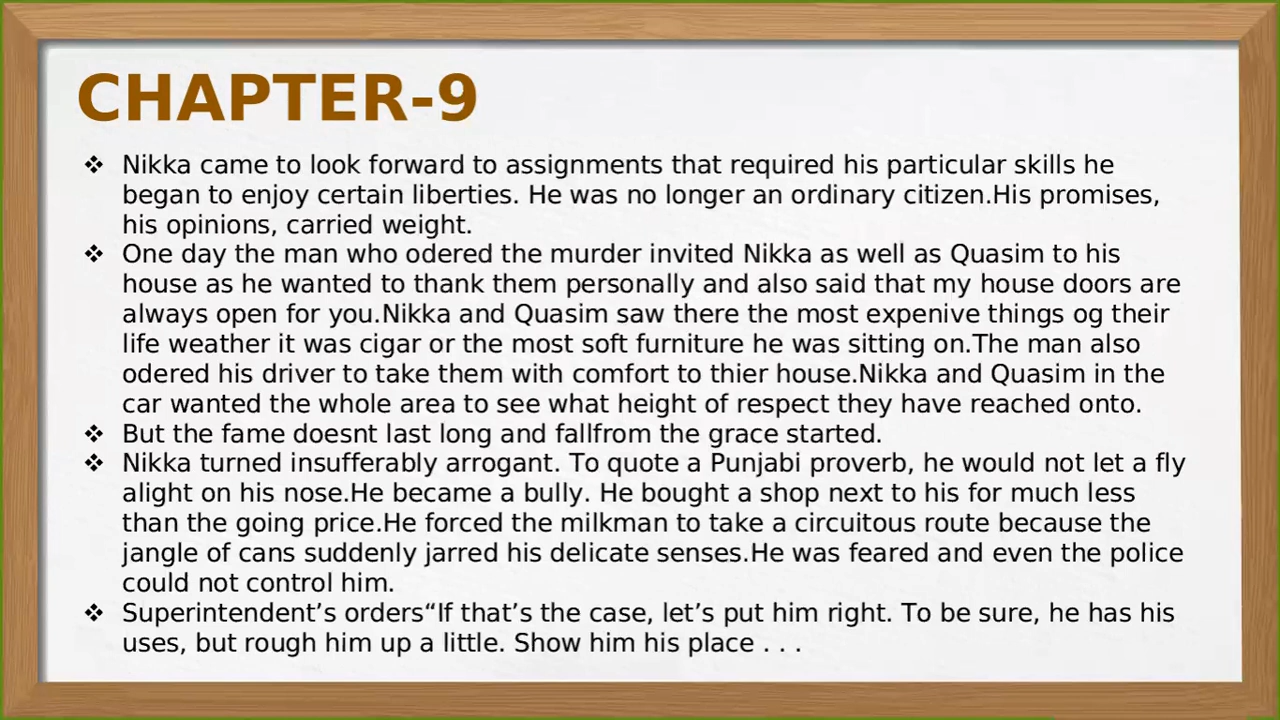 CHAPTER-9
❖ Nikka came to look forward to assignments that required his particular skills he
began to enjoy certain liberties. He was no longer an ordinary citizen.His promises,
his opinions, carried weight.
❖ One day the man who odered the murder invited Nikka as well as Quasim to his
house as he wanted to thank them personally and also said that my house doors are
always open for you.Nikka and Quasim saw there the most expenive things og their
life weather it was cigar or the most soft furniture he was sitting on.The man also
odered his driver to take them with comfort to thier house.Nikka and Quasim in the
car wanted the whole area to see what height of respect they have reached onto.
❖ But the fame doesnt last long and fallfrom the grace started.
❖ Nikka turned insufferably arrogant. To quote a Punjabi proverb, he would not let a fly
alight on his nose.He became a bully. He bought a shop next to his for much less
than the going price.He forced the milkman to take a circuitous route because the
jangle of cans suddenly jarred his delicate senses.He was feared and even the police
could not control him.
❖ Superintendent’s orders“If that’s the case, let’s put him right. To be sure, he has his
uses, but rough him up a little. Show him his place . . .